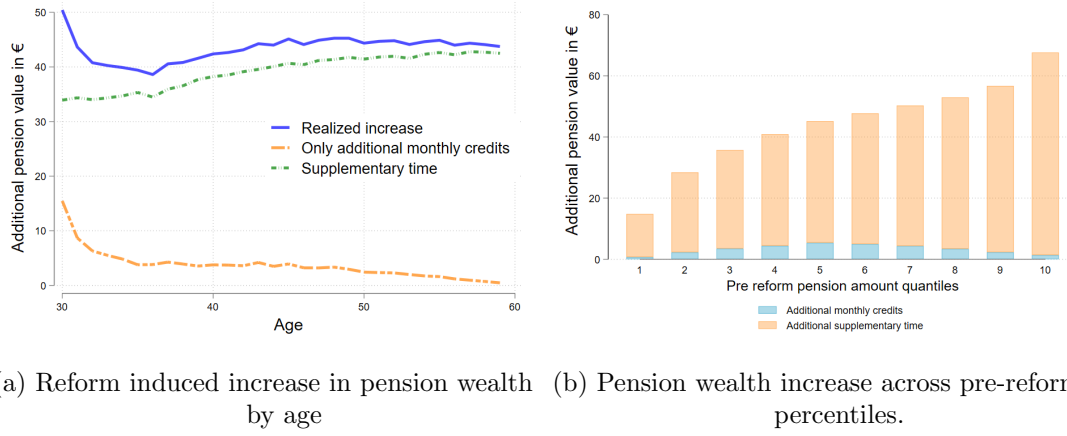 Additional pension value in €
50
40
30
20
10
0
30
40
50
60
Age
Realized increase
Only additional monthly credits
Supplementary time
Additional pension value in €
80
60
40
20
0
1 2 3 4 5 6 7 8 9 10
Pre reform pension amount quantiles
Additional monthly credits
Additional supplementary time
a) Reform induced increase in pension wealth
by age
(b) Pension wealth increase across pre-reform
percentiles.